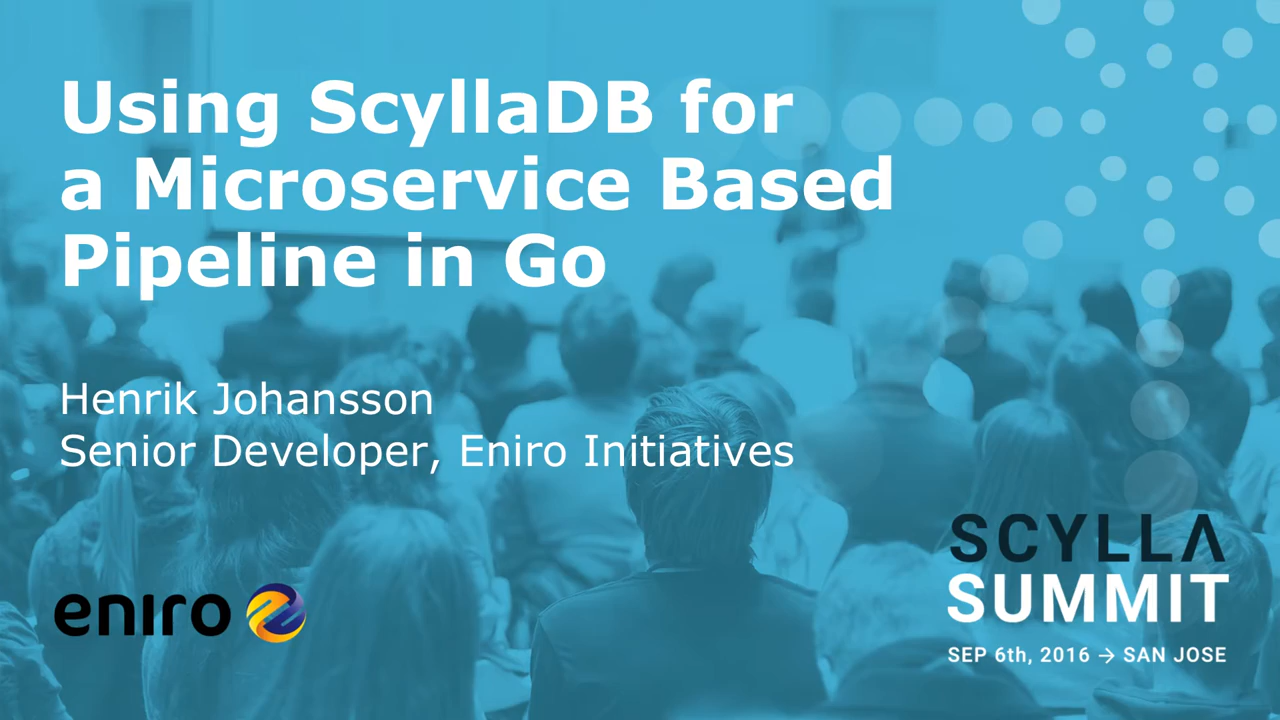 Using ScyllaDB for
a Microservice Based
Pipeline in Go
Henrik Johansson
Senior Developer, Eniro Initiatives
eniro
SCYLLA
SUMMIT
SEP 6th, 2016 → SAN JOSE